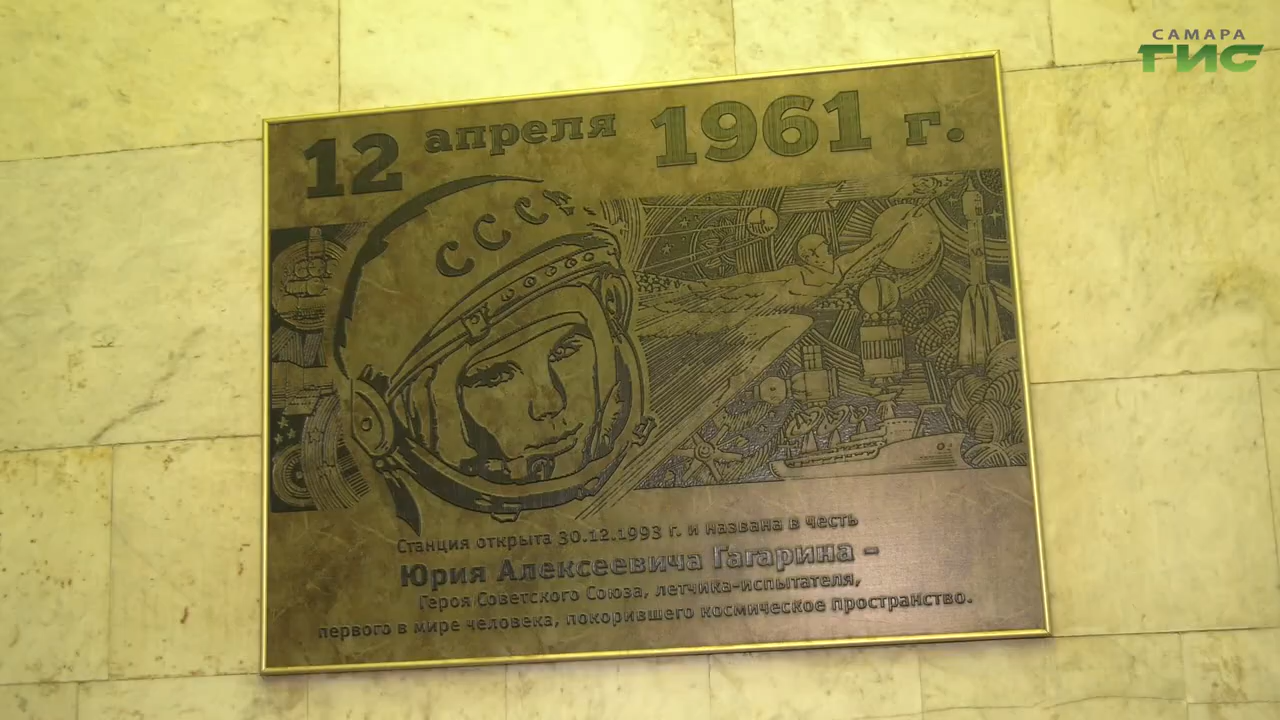 САМАРА
ГИС
12 апреля 1961 г.
СССР
Станция открыта 30.12.1993 г. и названа в честь
Юрия Алексеевича Гагарина –
Героя Советского Союза, летчика-испытателя,
первого в мире человека, покорившего космическое пространство.